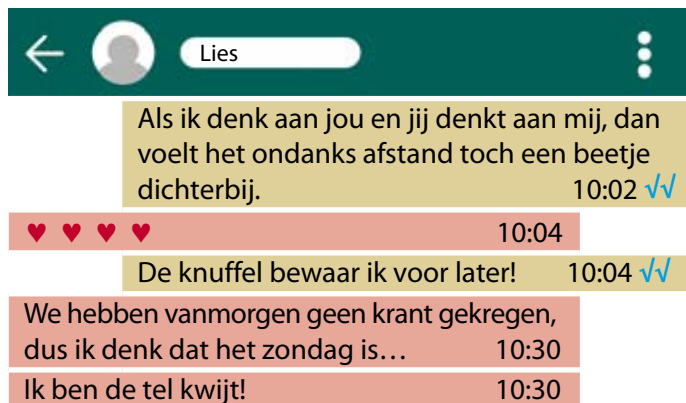 Lies
Als ik denk aan jou en jij denkt aan mij, dan
voelt het ondanks afstand toch een beetje
dichterbij. 10:02 √√
♥ ♥ ♥ ♥ 10:04
De knuffel bewaar ik voor later! 10:04 √√
We hebben vanmorgen geen krant gekregen,
dus ik denk dat het zondag is… 10:30
Ik ben de tel kwijt! 10:30